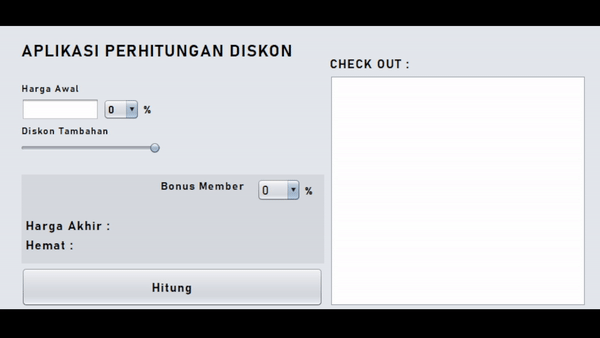 APLIKASI PERHITUNGAN DISKON
CHECK OUT :
Harga Awal
0 %
Diskon Tambahan
Bonus Member 0 %
Harga Akhir :
Hemat :
Hitung